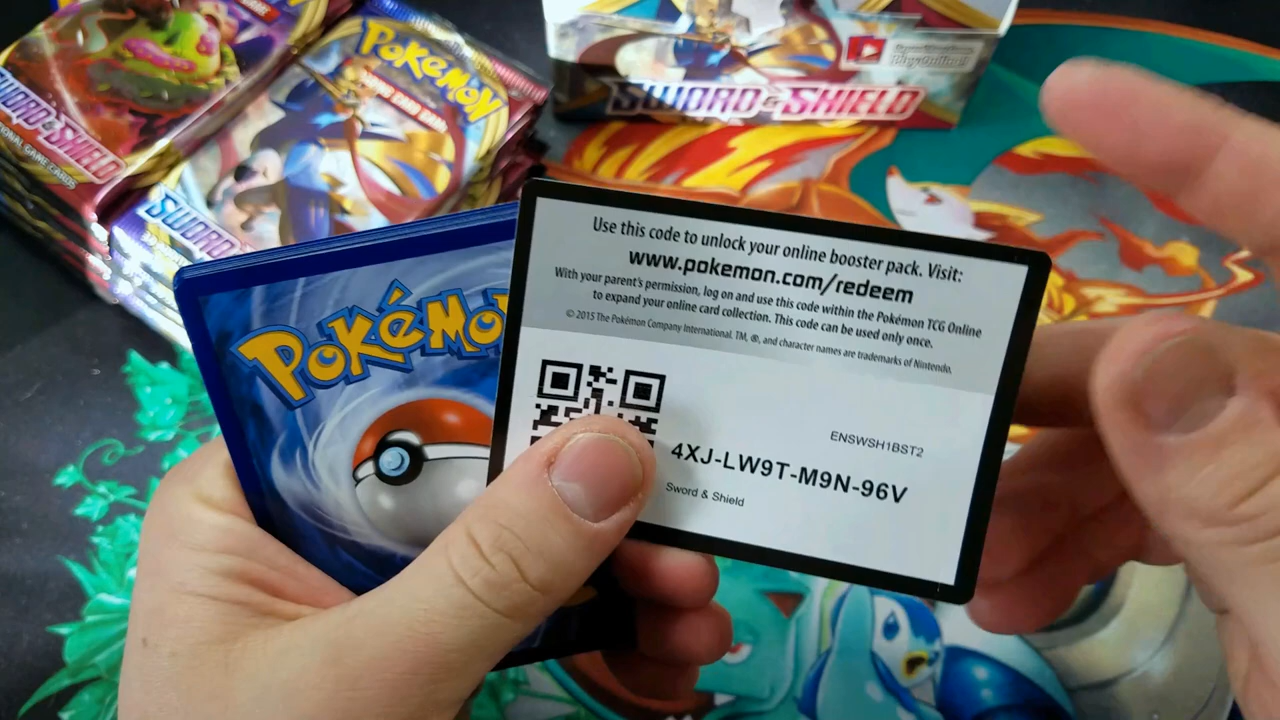 Pokémon
SWORD & SHIELD
SWORD & SHIELD
SWORD
Use this code to unlock your online booster pack. Visit:
www.pokemon.com/redeem
With your parent's permission, log on and use this code within the Pokémon TCG Online
to expand your online card collection. This code can be used only once.
© 2015 The Pokémon Company International. TM, ®, and character names are trademarks of Nintendo.
Pokémo
ENSWSH1BST2
4XJ-LW9T-M9N-96V
Sword & Shield